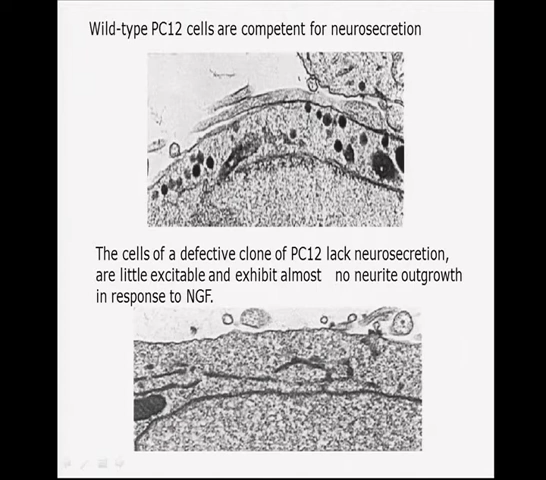 Wild-type PC12 cells are competent for neurosecretion
The cells of a defective clone of PC12 lack neurosecretion,
are little excitable and exhibit almost no neurite outgrowth
in response to NGF.